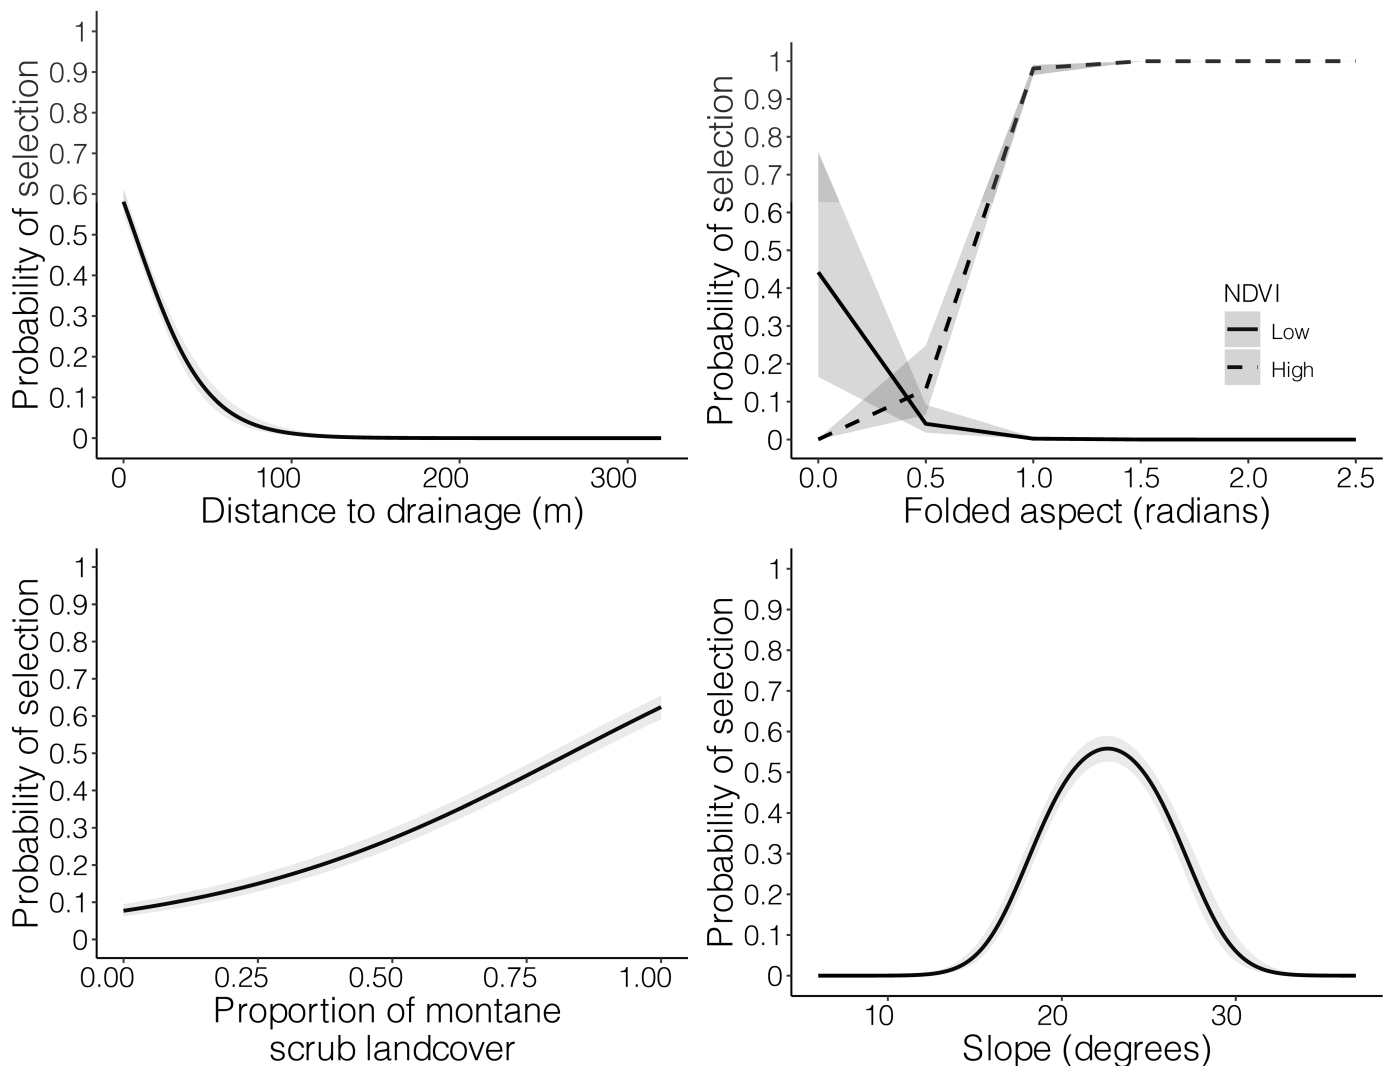 Probability of selection
1
0.9
0.8
0.7
0.6
0.5
0.4
0.3
0.2
0.1
0
0 100 200 300
Distance to drainage (m)
Probability of selection
1
0.9
0.8
0.7
0.6
0.5
0.4
0.3
0.2
0.1
0
NDVI
Low
High
0.0 0.5 1.0 1.5 2.0 2.5
Folded aspect (radians)
Probability of selection
1
0.9
0.8
0.7
0.6
0.5
0.4
0.3
0.2
0.1
0
0.00 0.25 0.50 0.75 1.00
Proportion of montane
scrub landcover
Probability of selection
1
0.9
0.8
0.7
0.6
0.5
0.4
0.3
0.2
0.1
0
10 20 30
Slope (degrees)